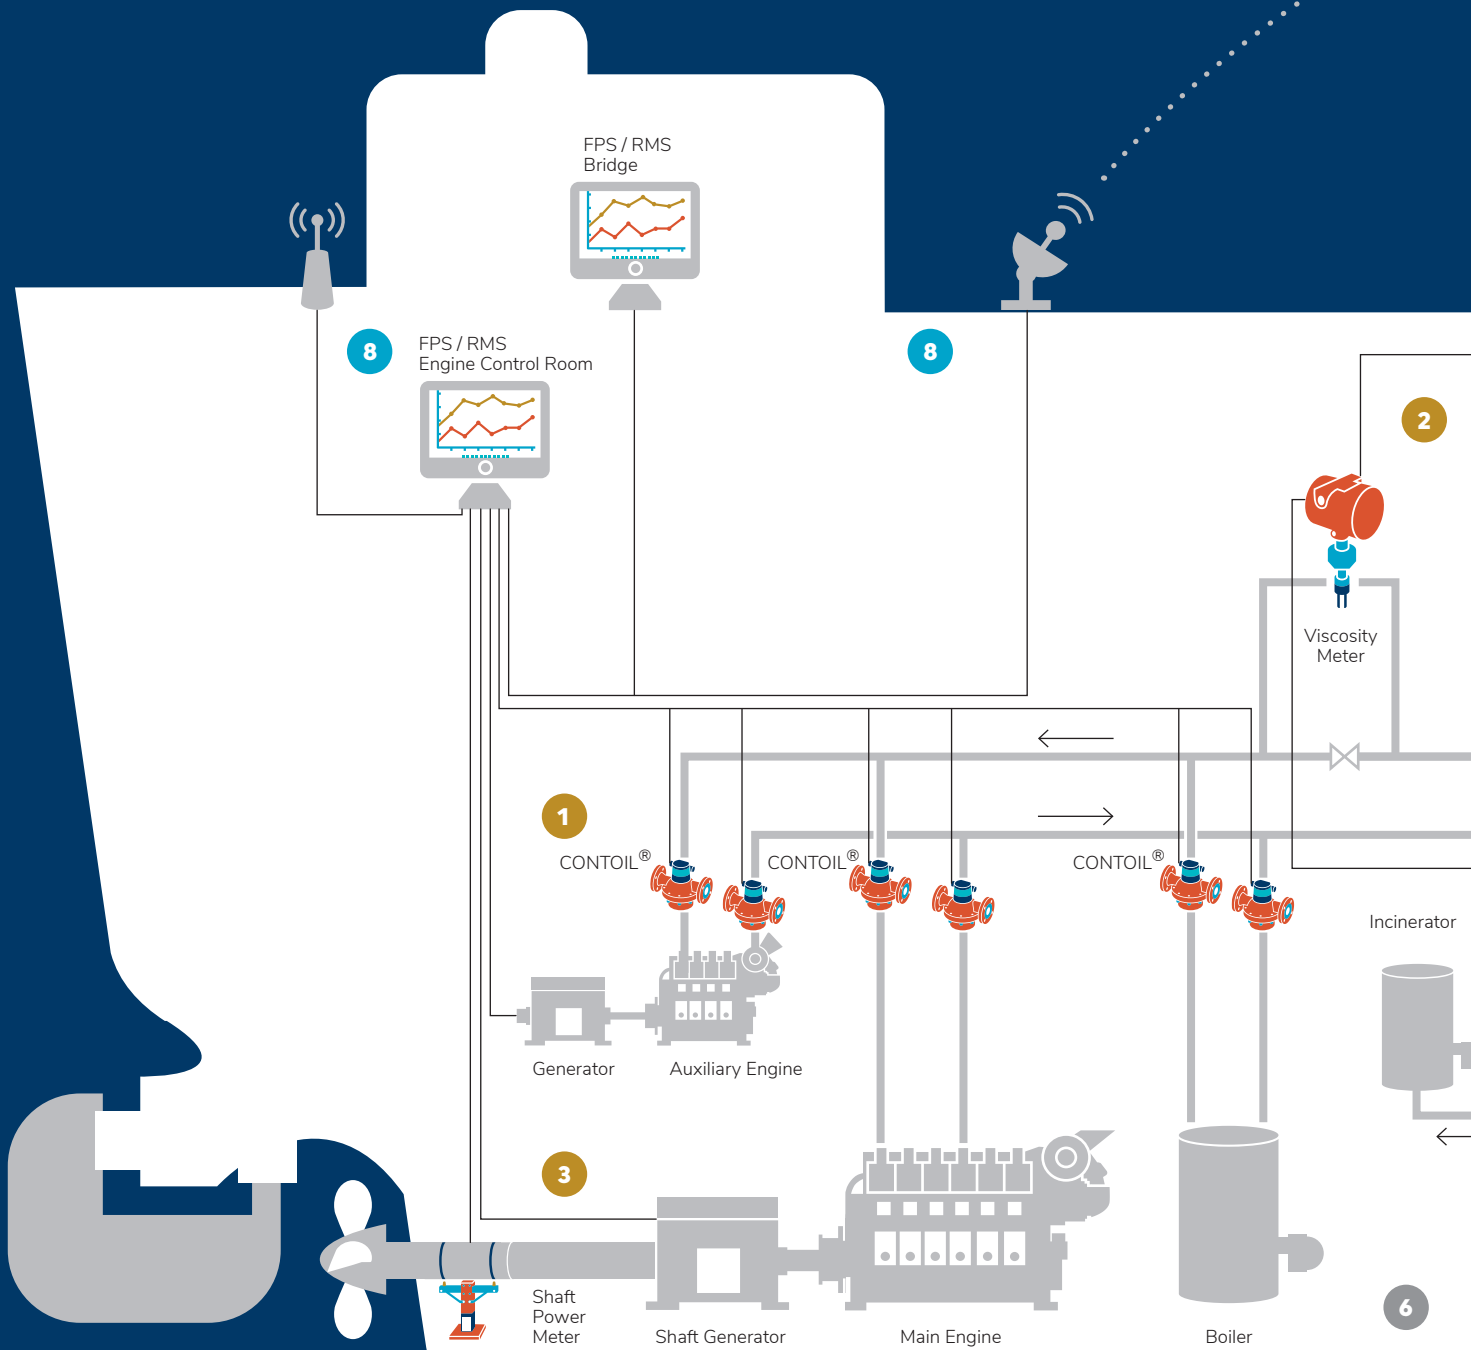 FPS / RMS
Bridge
8
FPS / RMS
Engine Control Room
8
2
Viscosity
Meter
1
CONTOIL®
CONTOIL®
CONTOIL®
Incinerator
Generator
Auxiliary Engine
3
Shaft
Power
Meter
Shaft Generator
Main Engine
Boiler
6